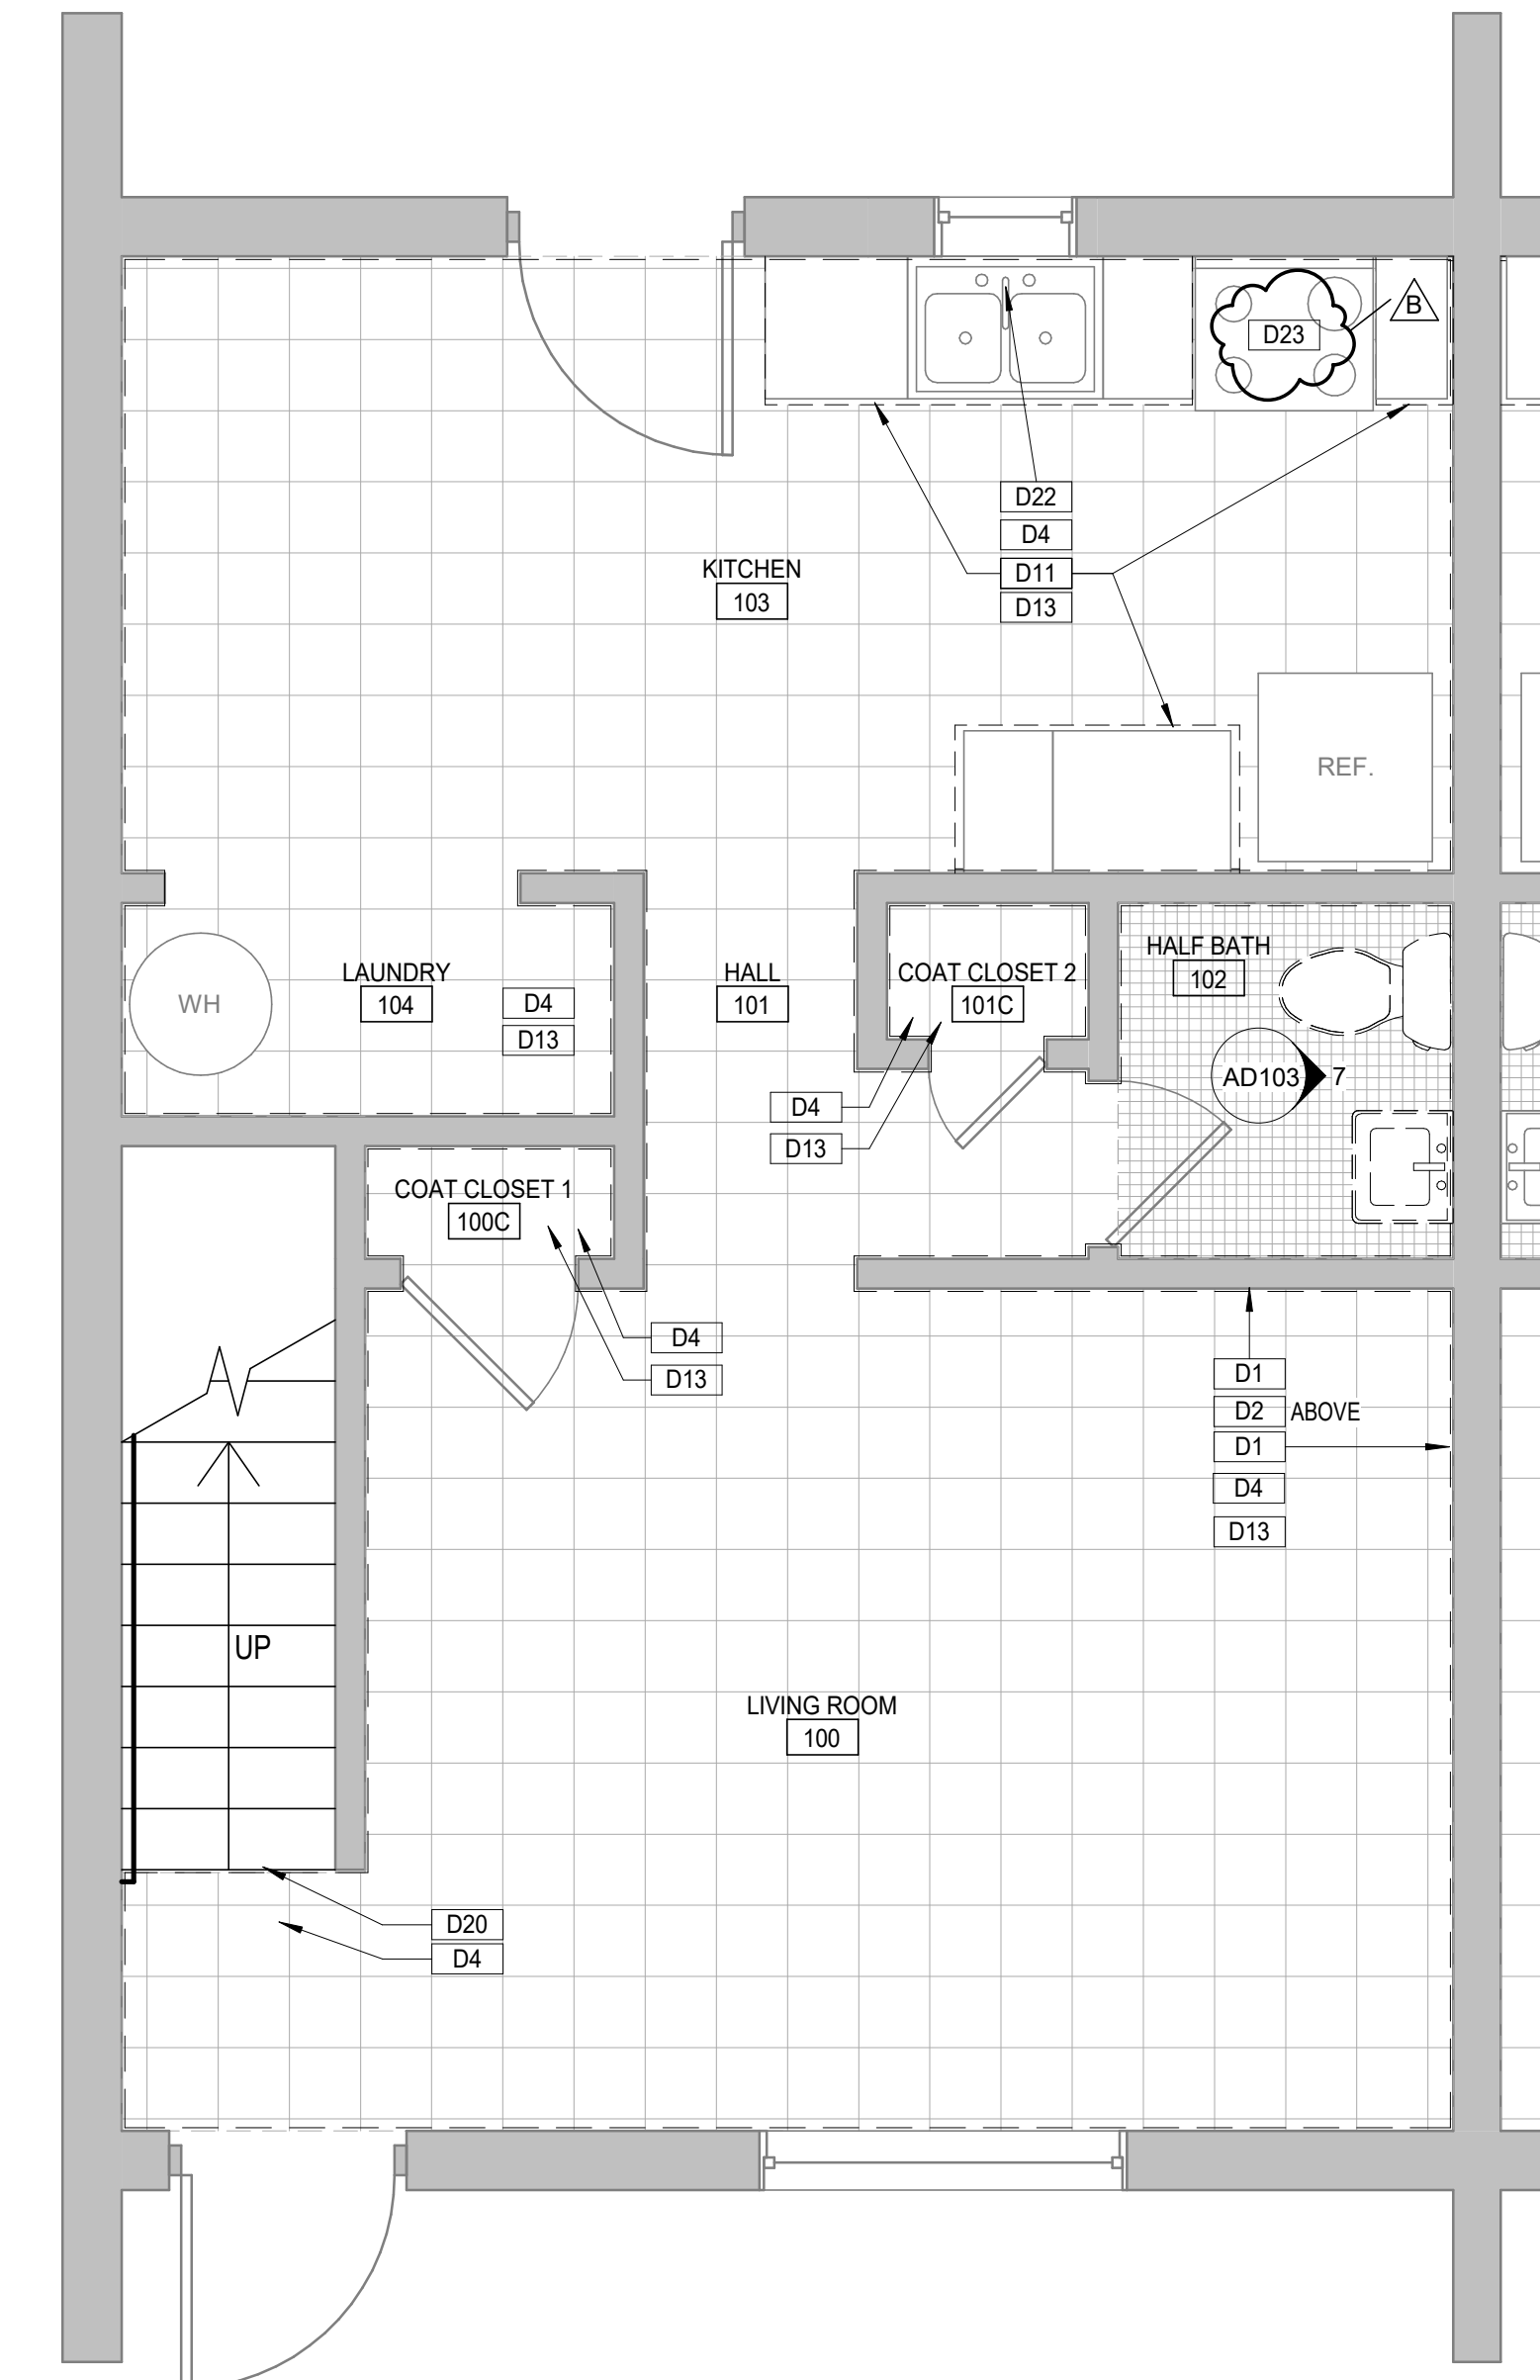 B
D23
D22
D4
D11
D13
KITCHEN
103
REF.
WH
LAUNDRY
104
D4
D13
HALL
101
COAT CLOSET 2
101C
HALF BATH
102
AD103
7
D4
D13
COAT CLOSET 1
100C
D4
D13
D1
D2 ABOVE
D1
D4
D13
UP
LIVING ROOM
100
D20
D4